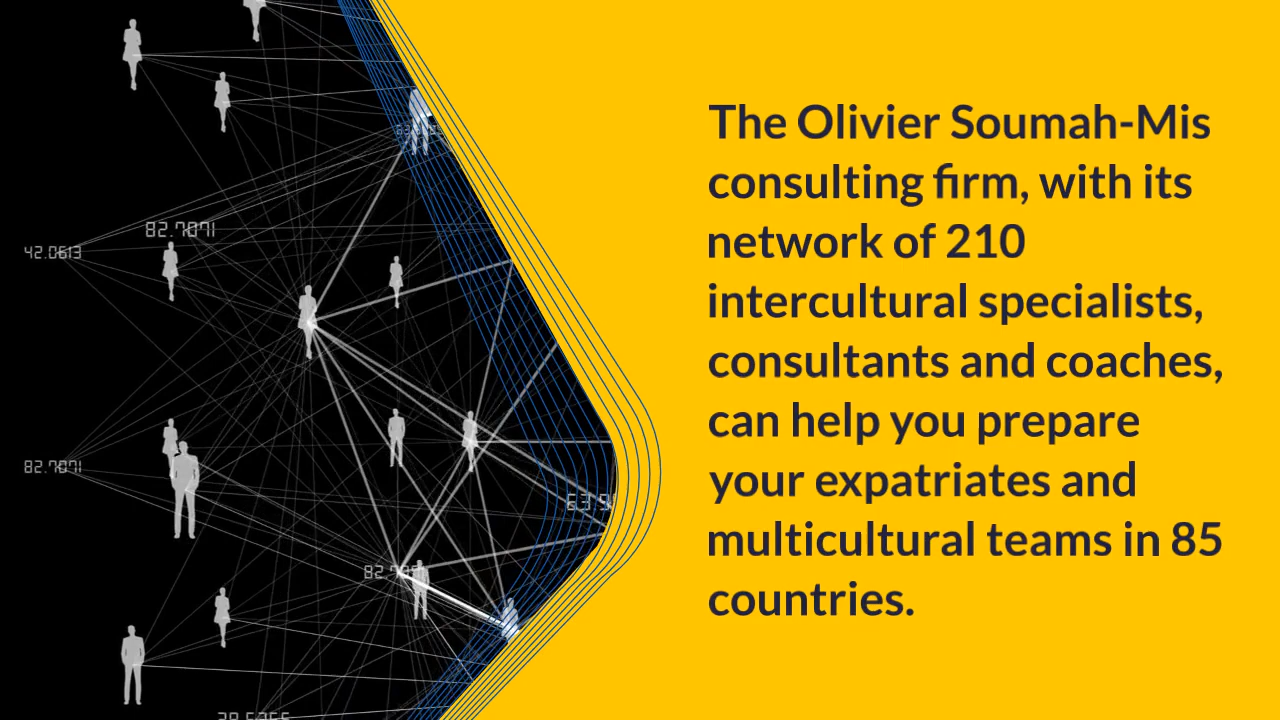 The Olivier Soumah-Mis
consulting firm, with its
network of 210
intercultural specialists,
consultants and coaches,
can help you prepare
your expatriates and
multicultural teams in 85
countries.
82.7071
42.0613
82.7071